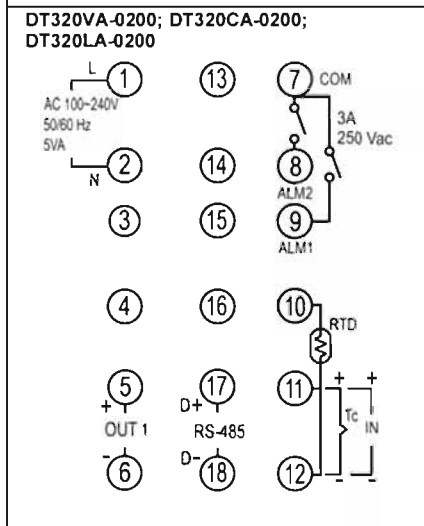 DT320VA-0200; DT320CA-0200;
DT320LA-0200
L 1 13 7 COM
AC 100~240V
50/60 Hz
5VA
3A
250 Vac
N 2 14 8
ALM2
3 15 9
ALM1
4 16 10
RTD
5 17 11 + +
+ D+
OUT 1 RS-485 Tc IN
- D-
6 18 12 - -